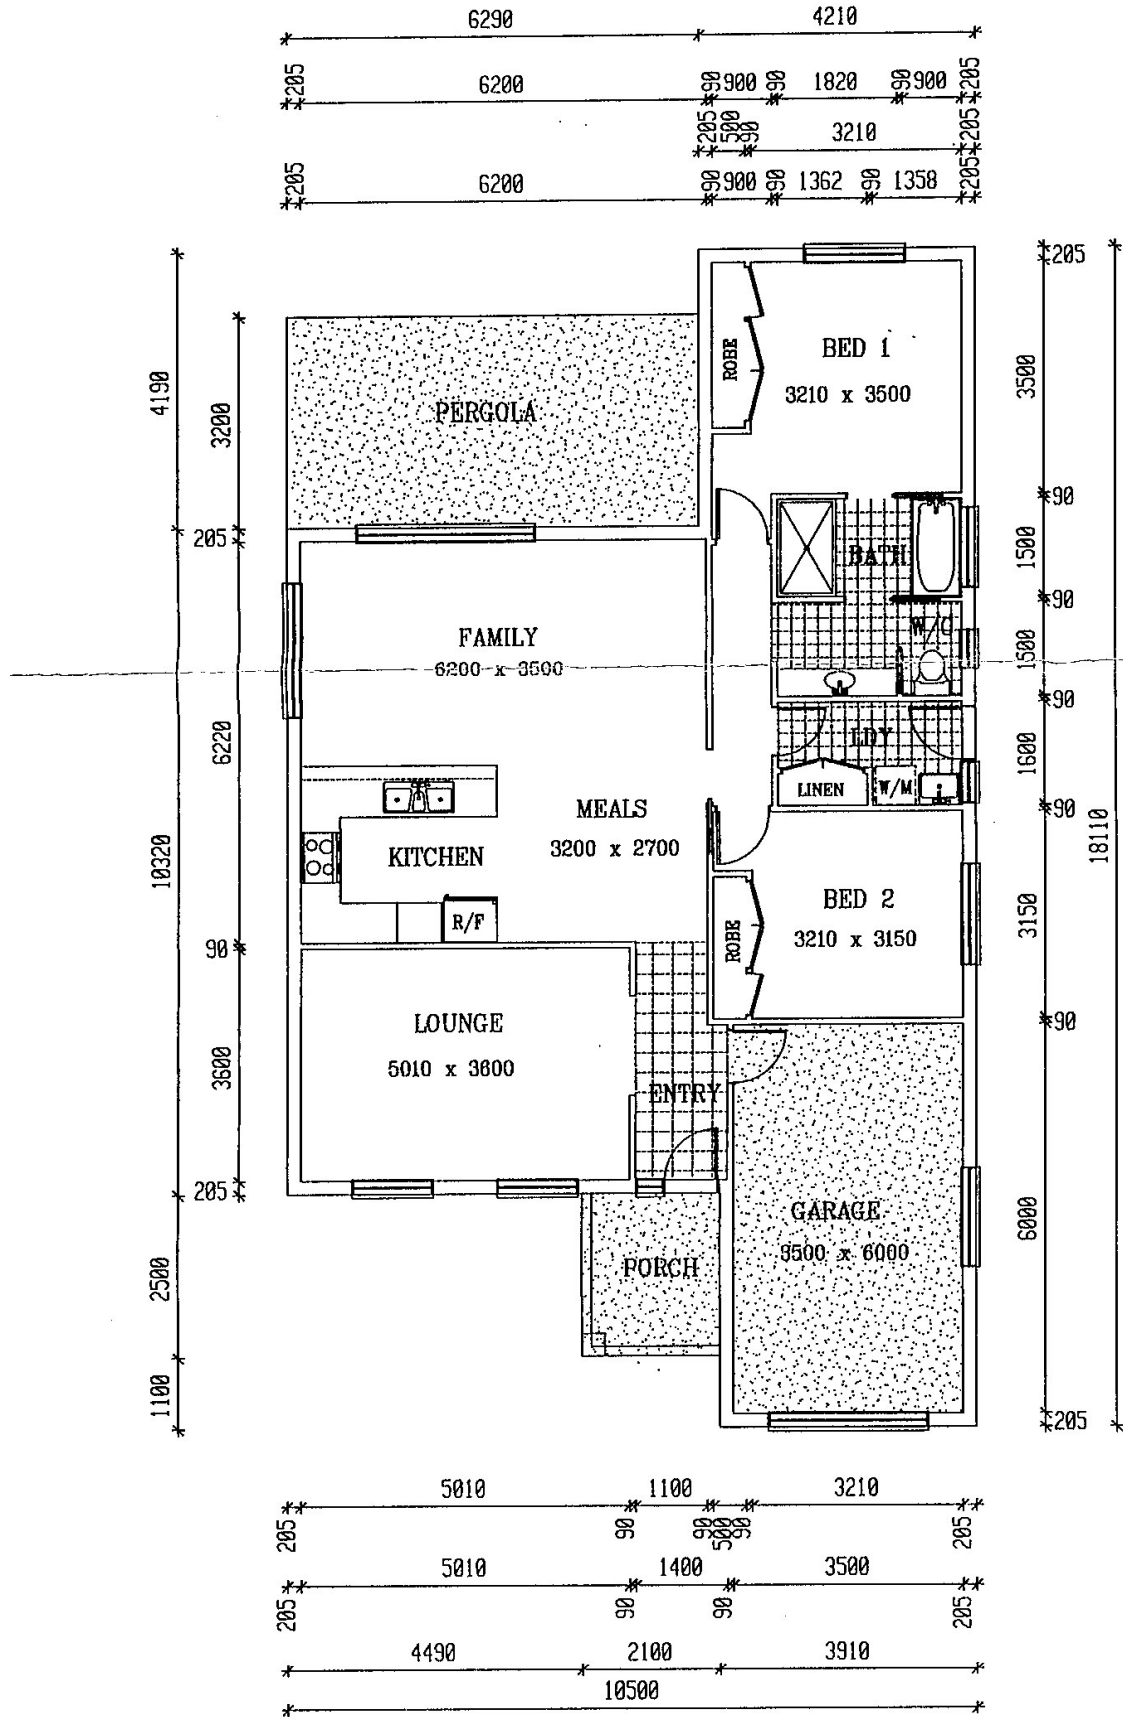 6290 4210
205 6200 90 900 90 1820 90 900 205
205 500 90 3210 205
205 6200 90 900 90 1362 90 1358 205
205
18110
4190
3200
ROBE
BED 1
3210 x 3500
3500
PERGOLA
90
205
BATH
1500
90
FAMILY
6200 x 3500
W/C
1500
90
6220
LDY
1600
LINEN
W/M
90
10320
MEALS
3200 x 2700
KITCHEN
R/F
BED 2
3210 x 3150
ROBE
3150
90
90
LOUNGE
5010 x 3600
3600
ENTRY
205
GARAGE
3500 x 6000
6000
2500
PORCH
1100
205
5010 1100 3210
205 90 90 500 90 205
5010 1400 3500
205 90 90 205
4490 2100 3910
10500